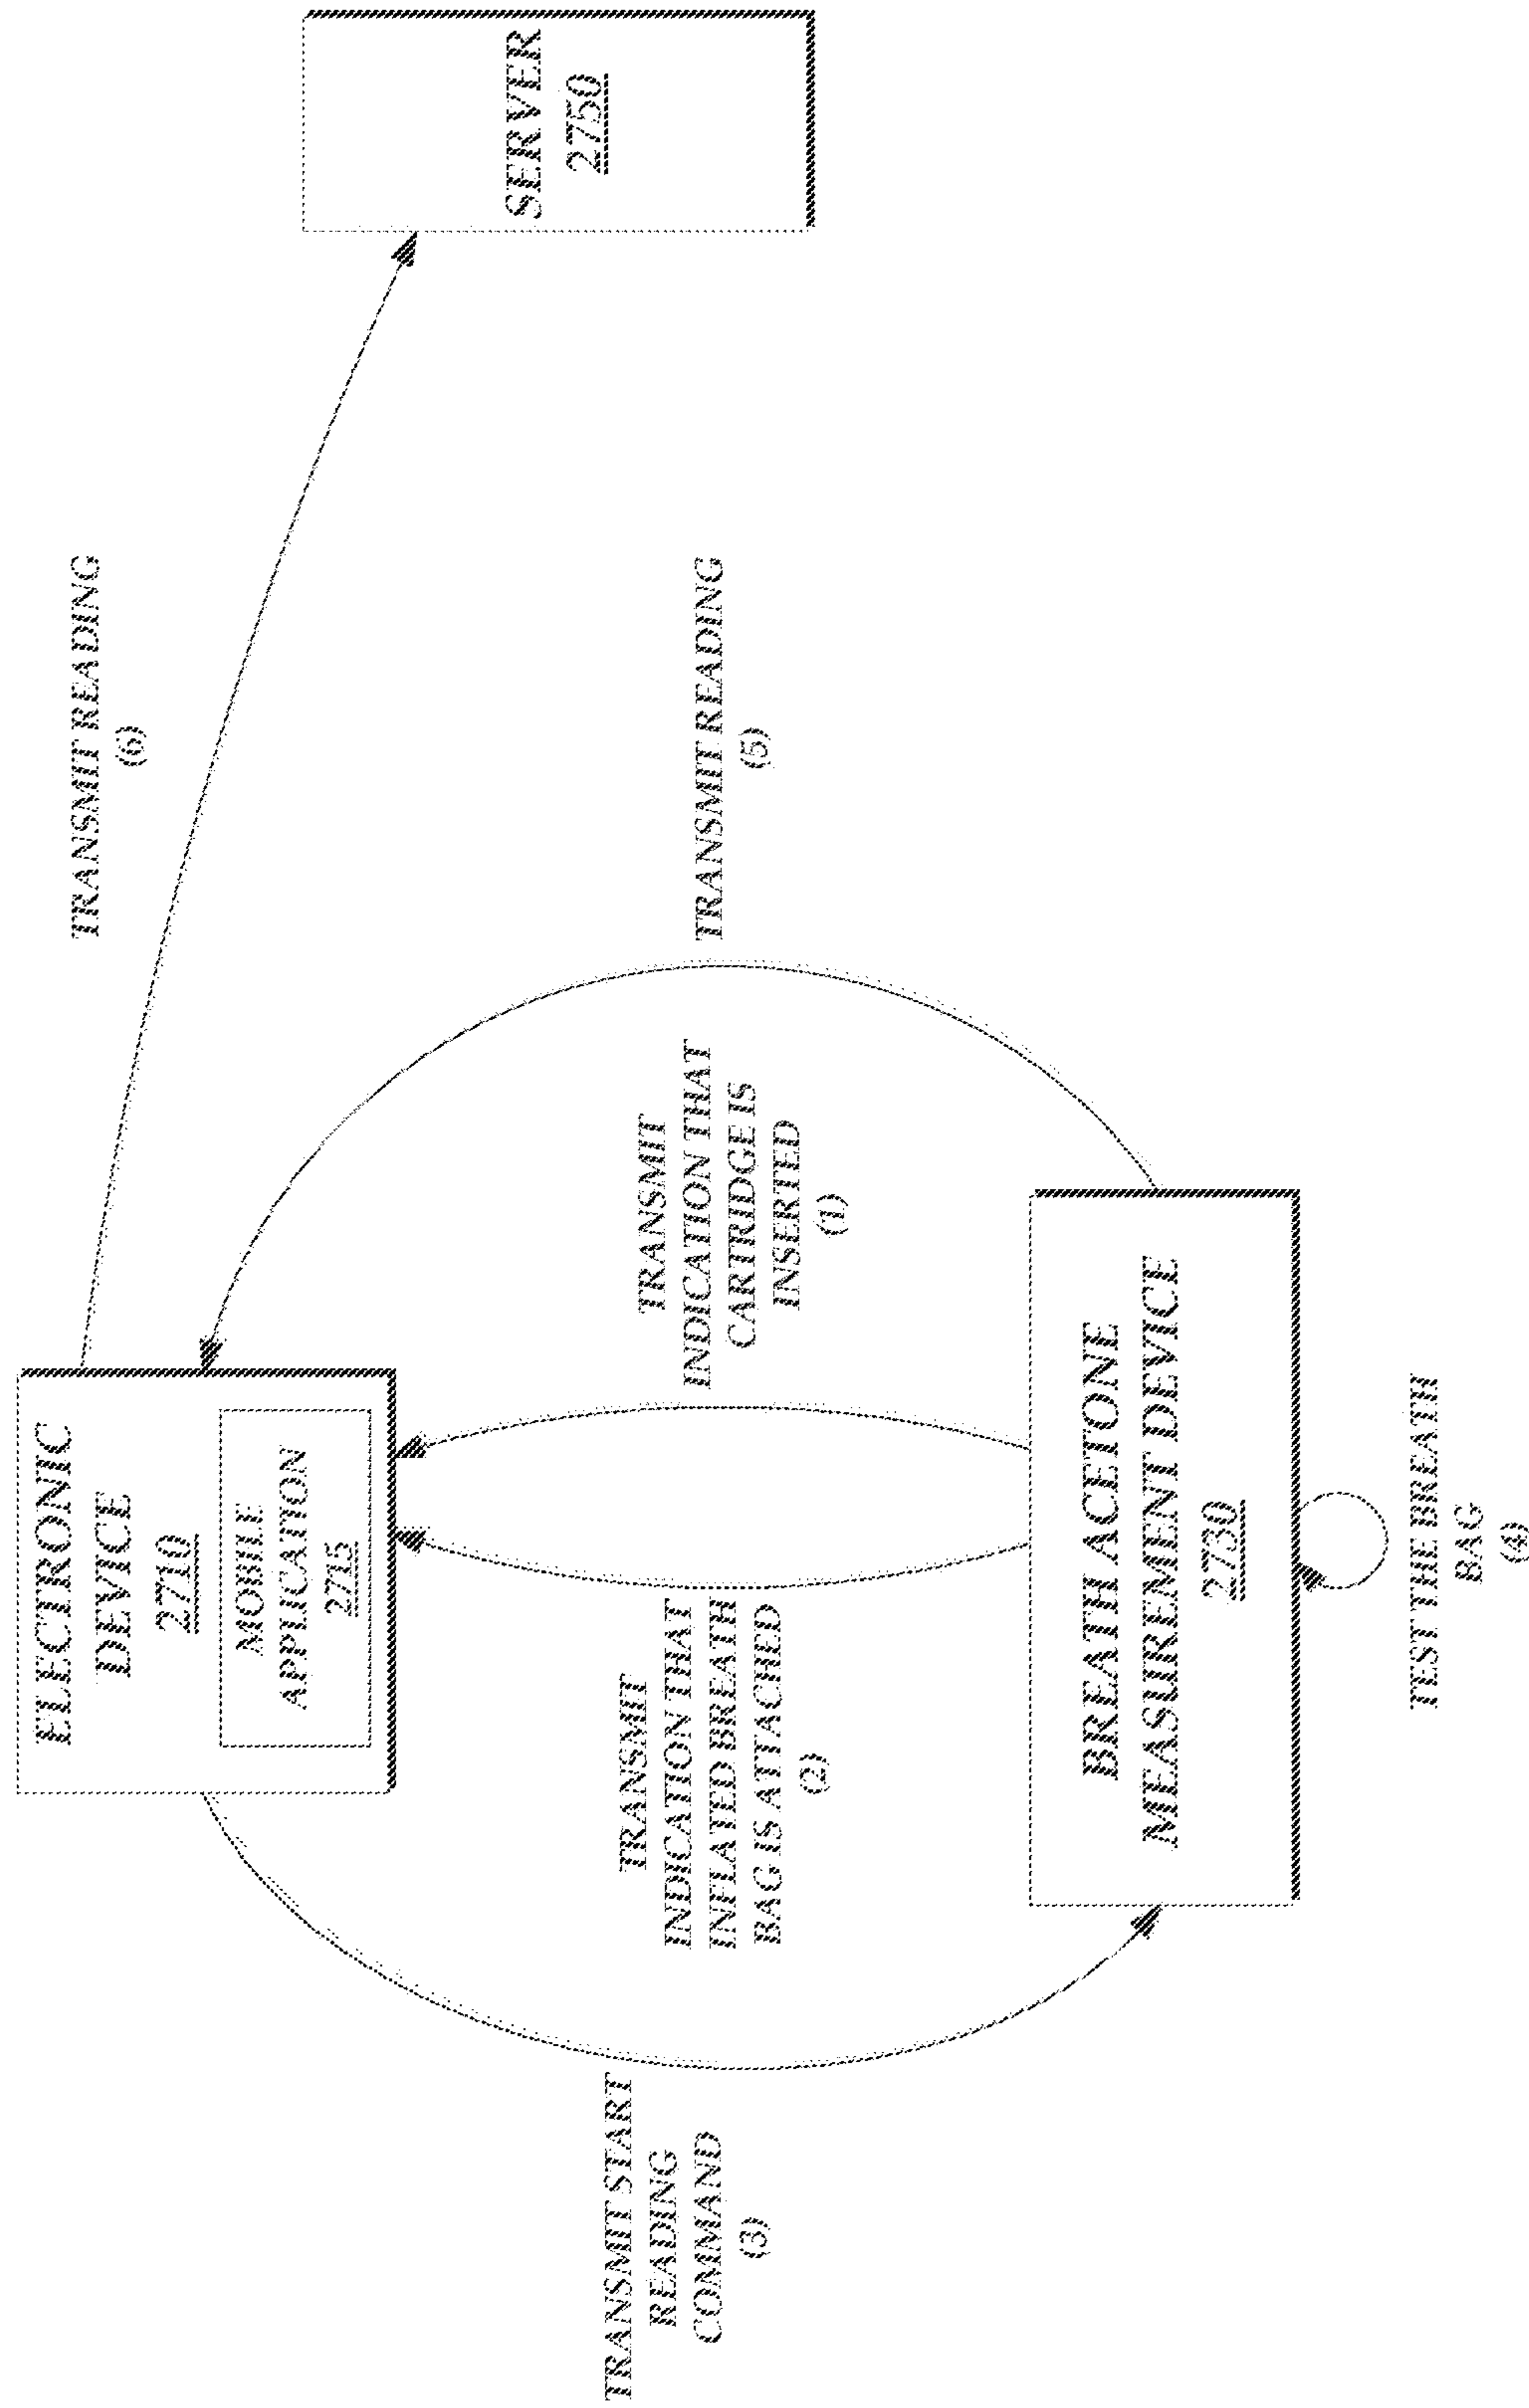 ELECTRONIC
DEVICE
2710
MOBILE
APPLICATION
2715
TRANSMIT READING
(6)
SERVER
2750
TRANSMIT START
READING
COMMAND
(3)
TRANSMIT
INDICATION THAT
INFLATED BREATH
BAG IS ATTACHED
(2)
TRANSMIT
INDICATION THAT
CARTRIDGE IS
INSERTED
(1)
TRANSMIT READING
(5)
BREATH ACETONE
MEASUREMENT DEVICE
2730
TEST THE BREATH
BAG
(4)